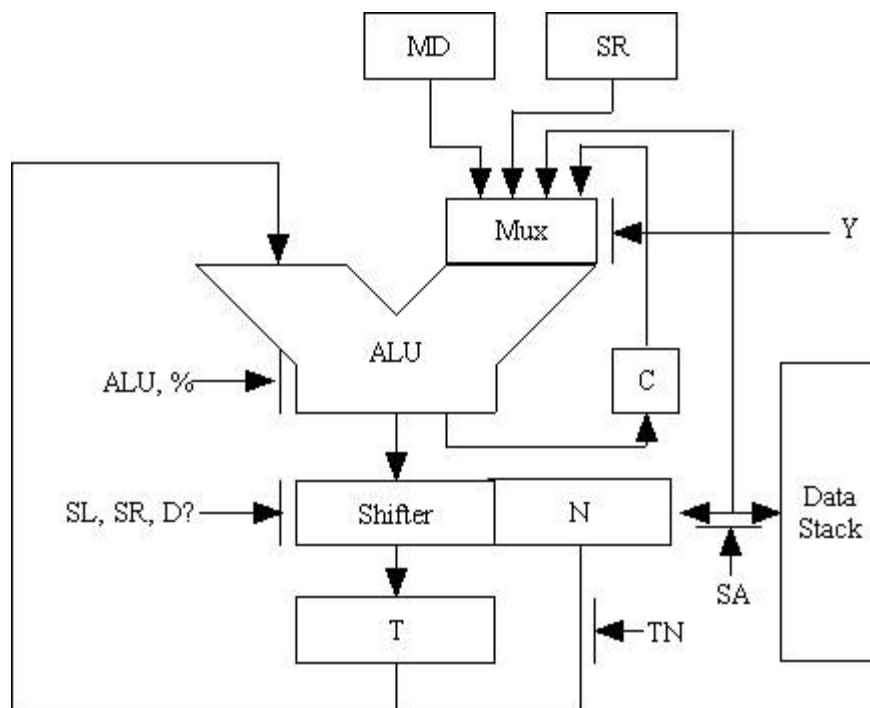 MD
SR
Mux
Y
ALU
ALU, %
C
SL, SR, D?
Shifter
N
Data
Stack
SA
T
TN